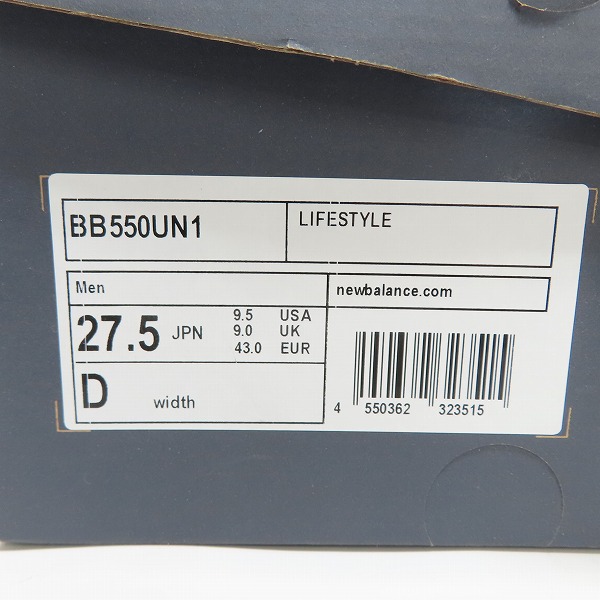 BB550UN1
LIFESTYLE
Men
newbalance.com
27.5 JPN
9.5 USA
9.0 UK
43.0 EUR
D width
4 550362 323515